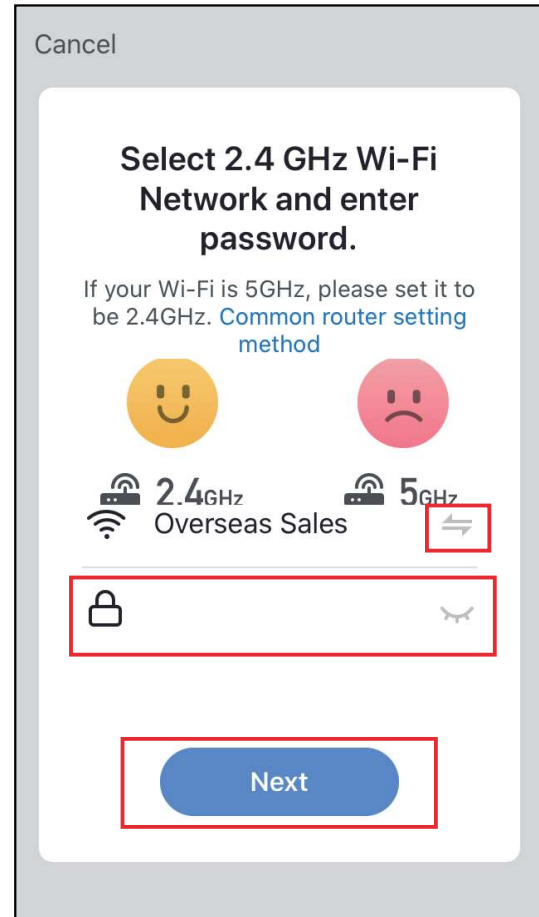 Cancel
Select 2.4 GHz Wi-Fi
Network and enter
password.
If your Wi-Fi is 5GHz, please set it to
be 2.4GHz. Common router setting
method
2.4GHz 5GHz
Overseas Sales
Next